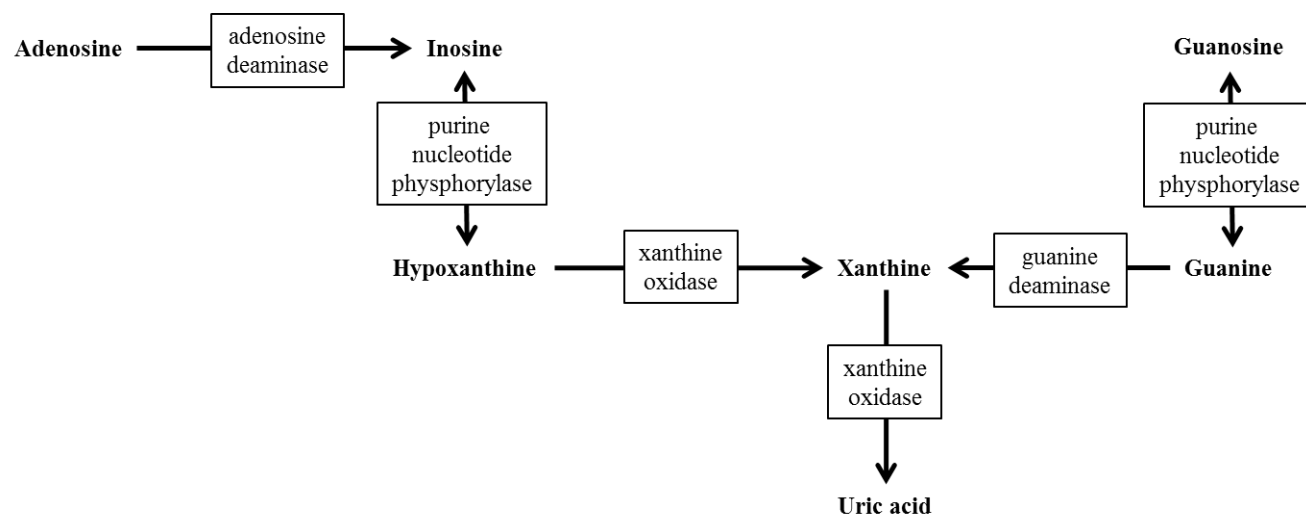 Adenosine
adenosine
deaminase
Inosine
Guanosine
purine
nucleotide
physphorylase
purine
nucleotide
physphorylase
Hypoxanthine
xanthine
oxidase
Xanthine
guanine
deaminase
Guanine
xanthine
oxidase
Uric acid